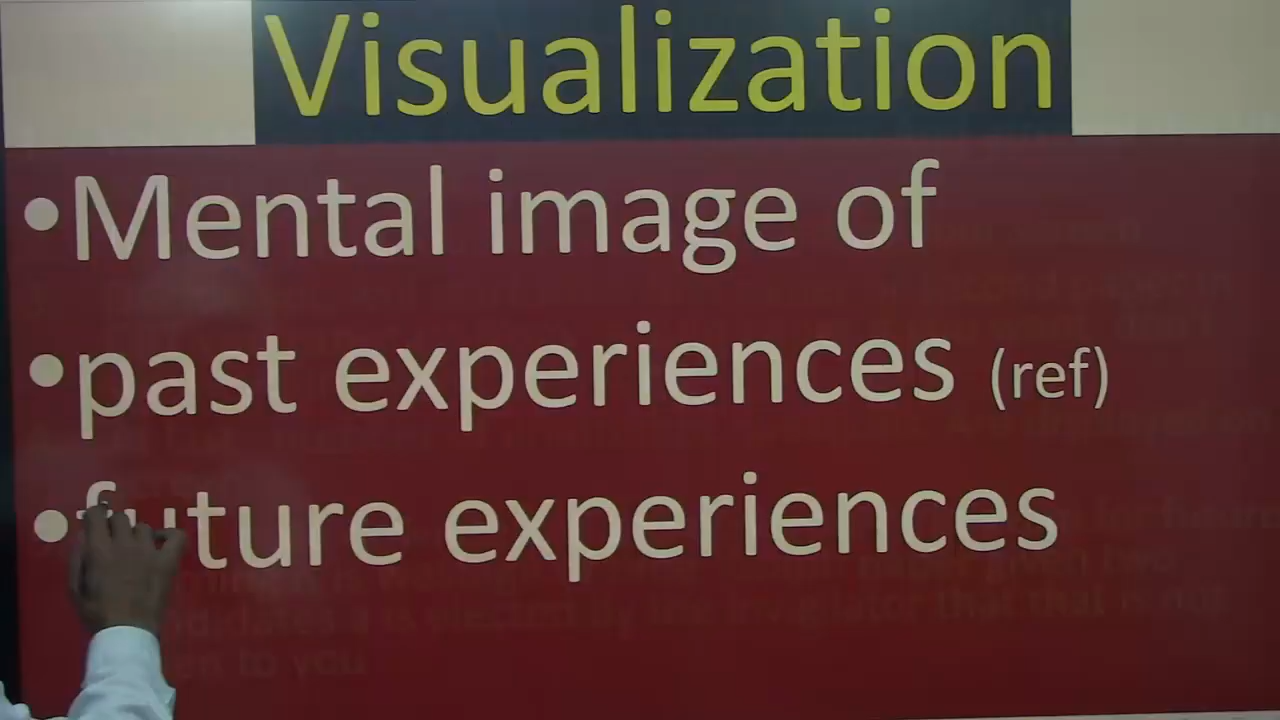 Visualization
•Mental image of
•past experiences (ref)
•future experiences